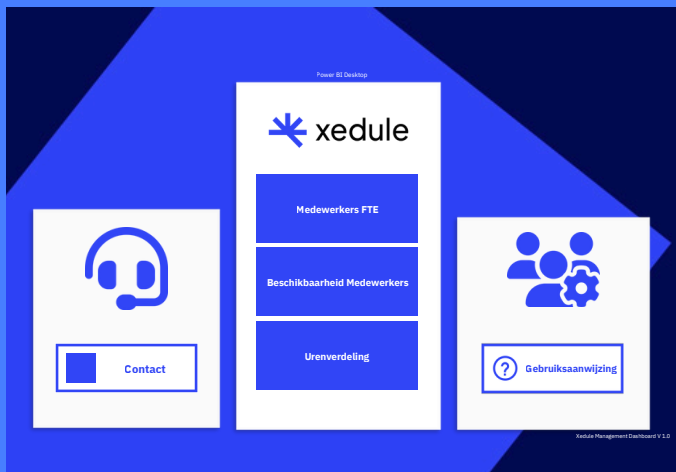 Power BI Desktop
xedule
Medewerkers FTE
Beschikbaarheid Medewerkers
Urenverdeling
Contact
Gebruiksaanwijzing
Xedule Management Dashboard V 1.0